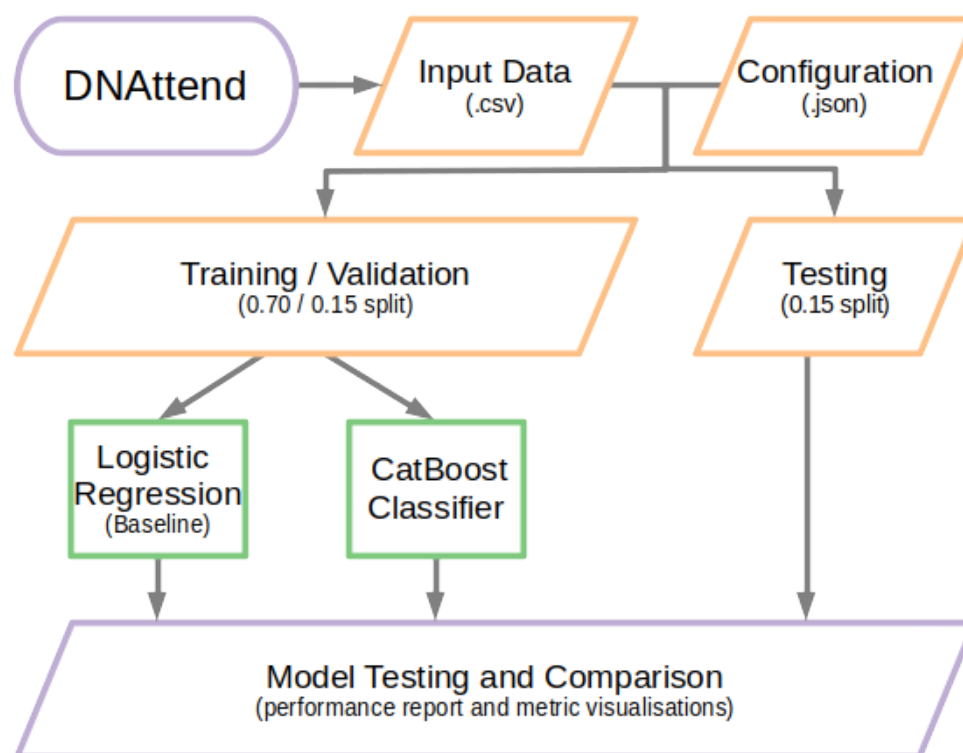 DNAttend
Input Data
(.csv)
Configuration
(.json)
Training / Validation
(0.70 / 0.15 split)
Testing
(0.15 split)
Logistic
Regression
(Baseline)
CatBoost
Classifier
Model Testing and Comparison
(performance report and metric visualisations)